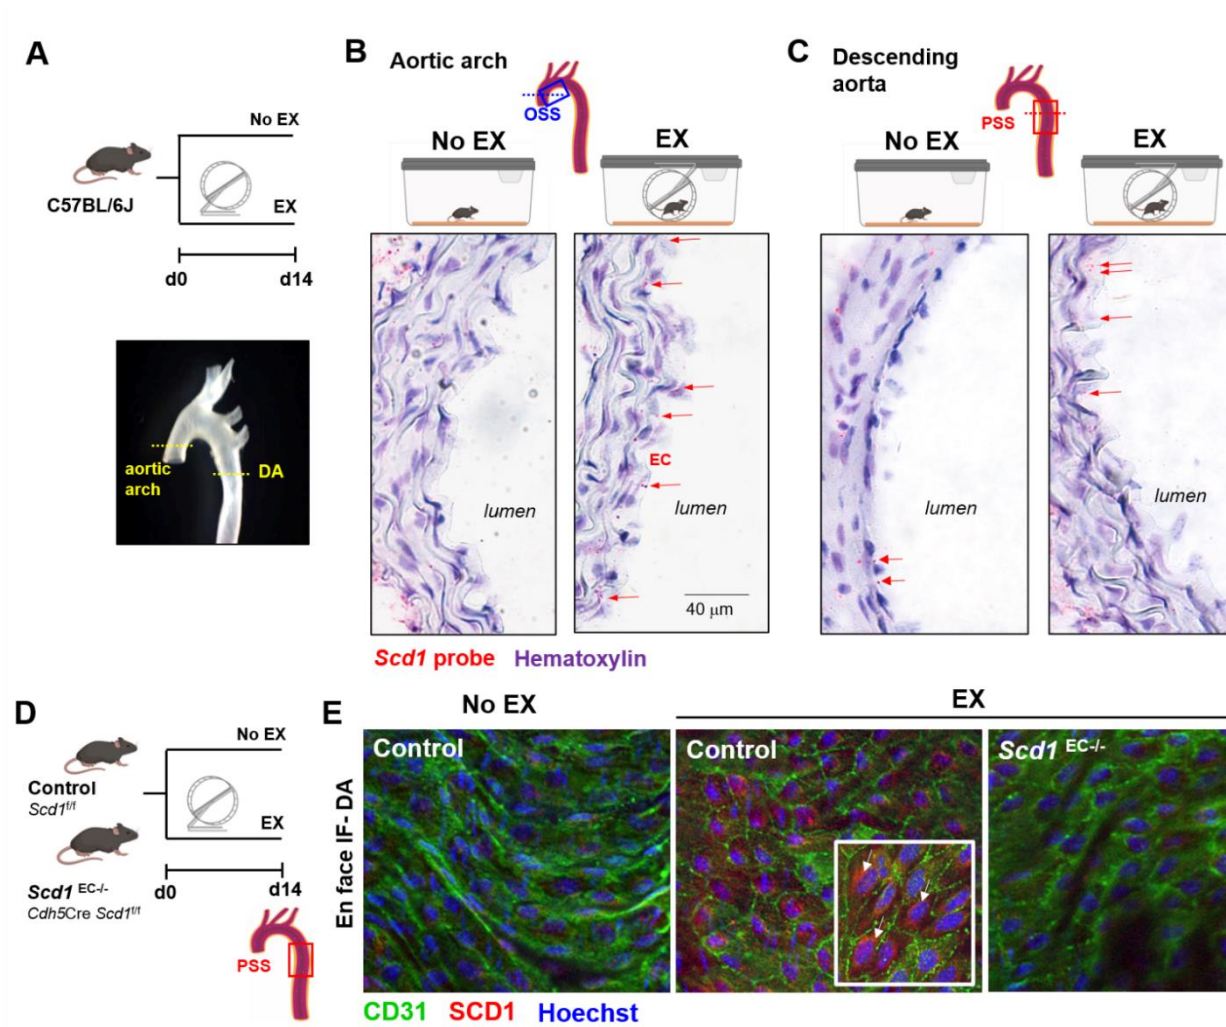 A
No EX
C57BL/6J
EX
d0 d14
aortic arch
DA
B
Aortic arch
OSS
No EX EX
EC
lumen
lumen
40 μm
Scd1 probe Hematoxylin
C
Descending
aorta
PSS
No EX EX
lumen
lumen
D
No EX
Control
Scd1f/f
EX
Scd1 EC-/-
Cdh5Cre Scd1f/f
d0 d14
PSS
E
No EX
EX
En face IF- DA
Control
Control
Scd1 EC-/-
CD31 SCD1 Hoechst